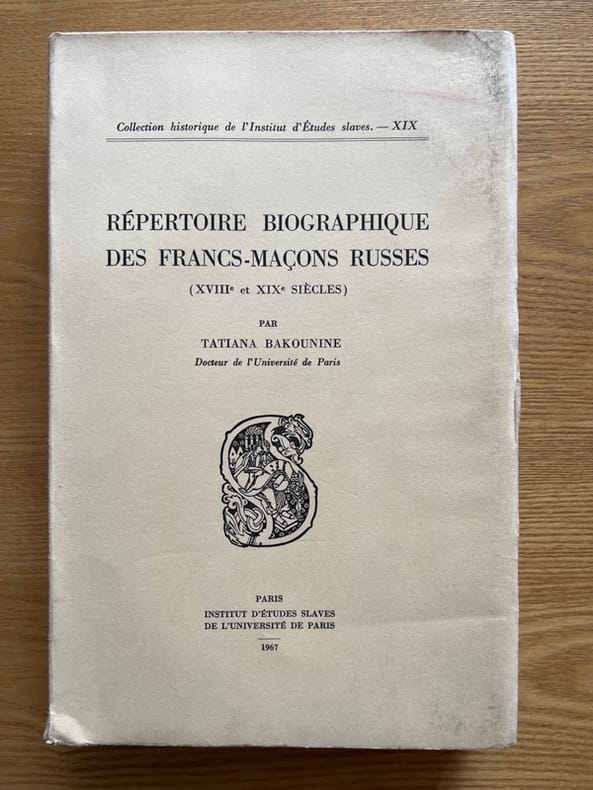 Collection historique de l'Institut d'Études slaves. — XIX
RÉPERTOIRE BIOGRAPHIQUE
DES FRANCS-MAÇONS RUSSES
(XVIIIe et XIXe SIÈCLES)
PAR
TATIANA BAKOUNINE
Docteur de l'Université de Paris
PARIS
INSTITUT D'ÉTUDES SLAVES
DE L'UNIVERSITÉ DE PARIS
1967